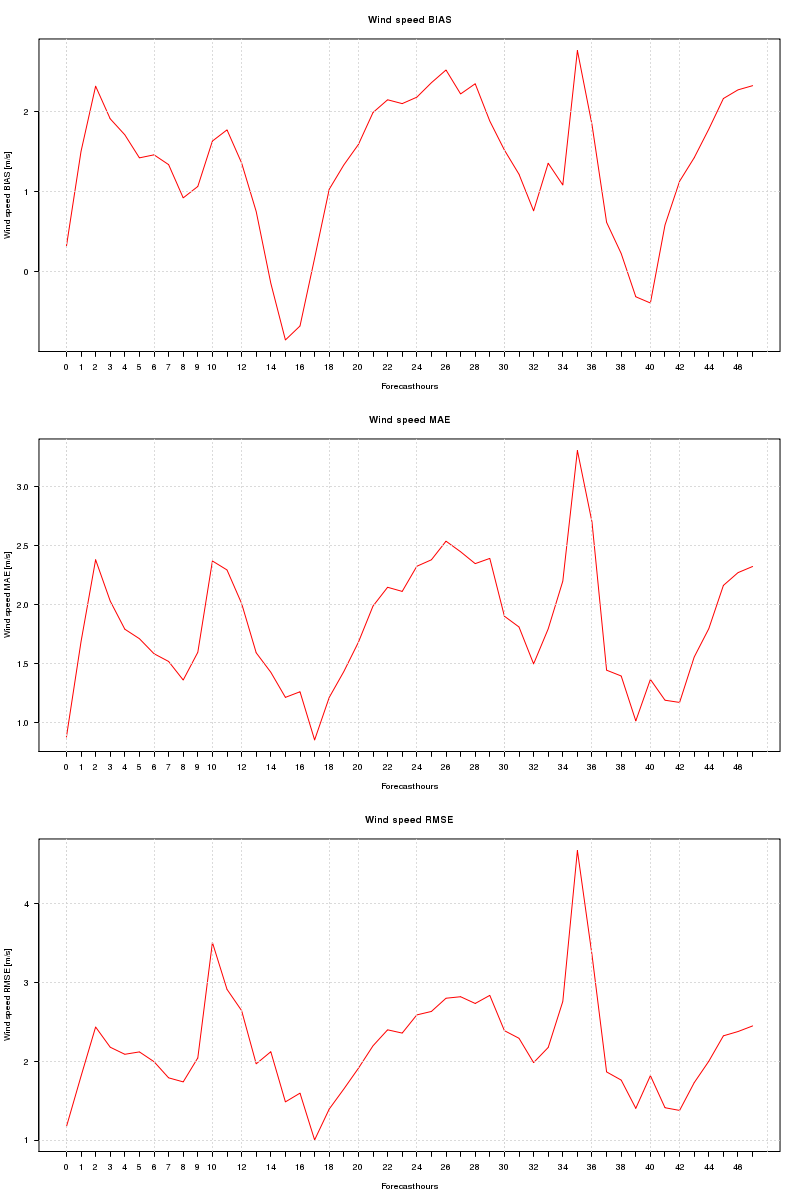 Wind speed BIAS
Wind speed BIAS [m/s]
2
1
0
0 1 2 3 4 5 6 7 8 9 10 12 14 16 18 20 22 24 26 28 30 32 34 36 38 40 42 44 46
Forecasthours
Wind speed MAE
Wind speed MAE [m/s]
3.0
2.5
2.0
1.5
1.0
0 1 2 3 4 5 6 7 8 9 10 12 14 16 18 20 22 24 26 28 30 32 34 36 38 40 42 44 46
Forecasthours
Wind speed RMSE
Wind speed RMSE [m/s]
4
3
2
1
0 1 2 3 4 5 6 7 8 9 10 12 14 16 18 20 22 24 26 28 30 32 34 36 38 40 42 44 46
Forecasthours